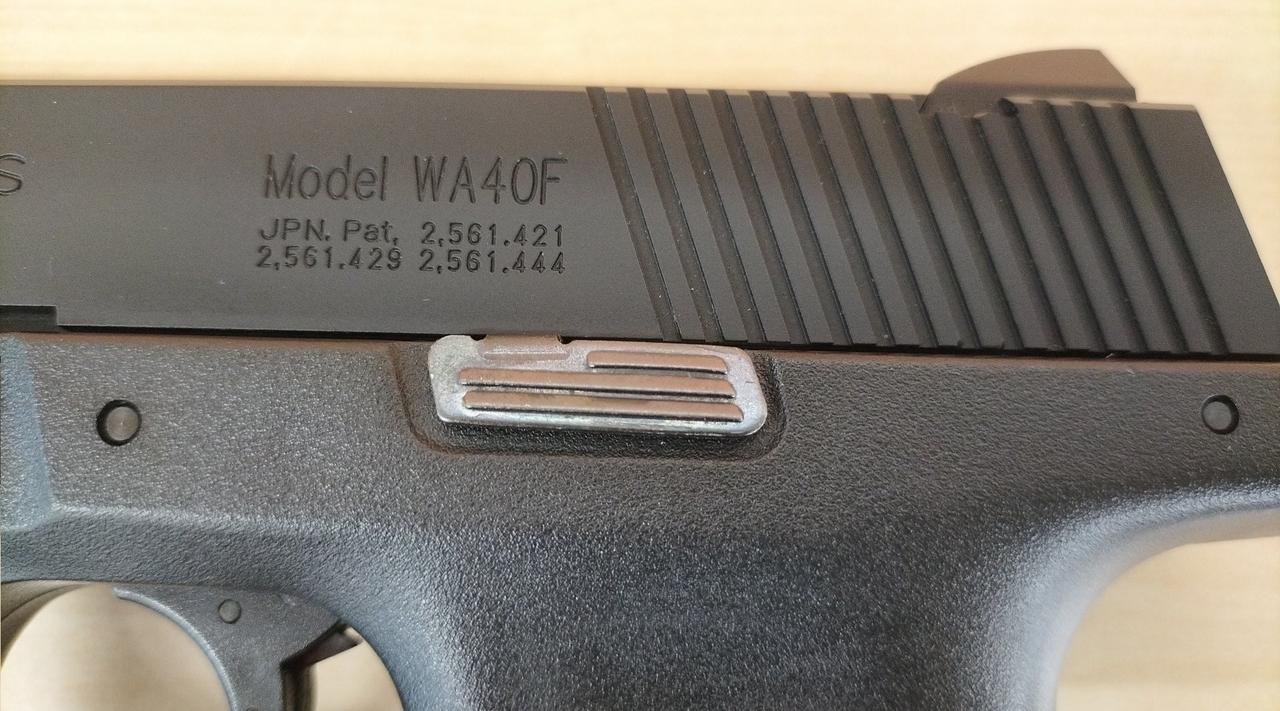 S
Model WA40F
JPN. Pat, 2,561.421
2,561.429 2,561.444